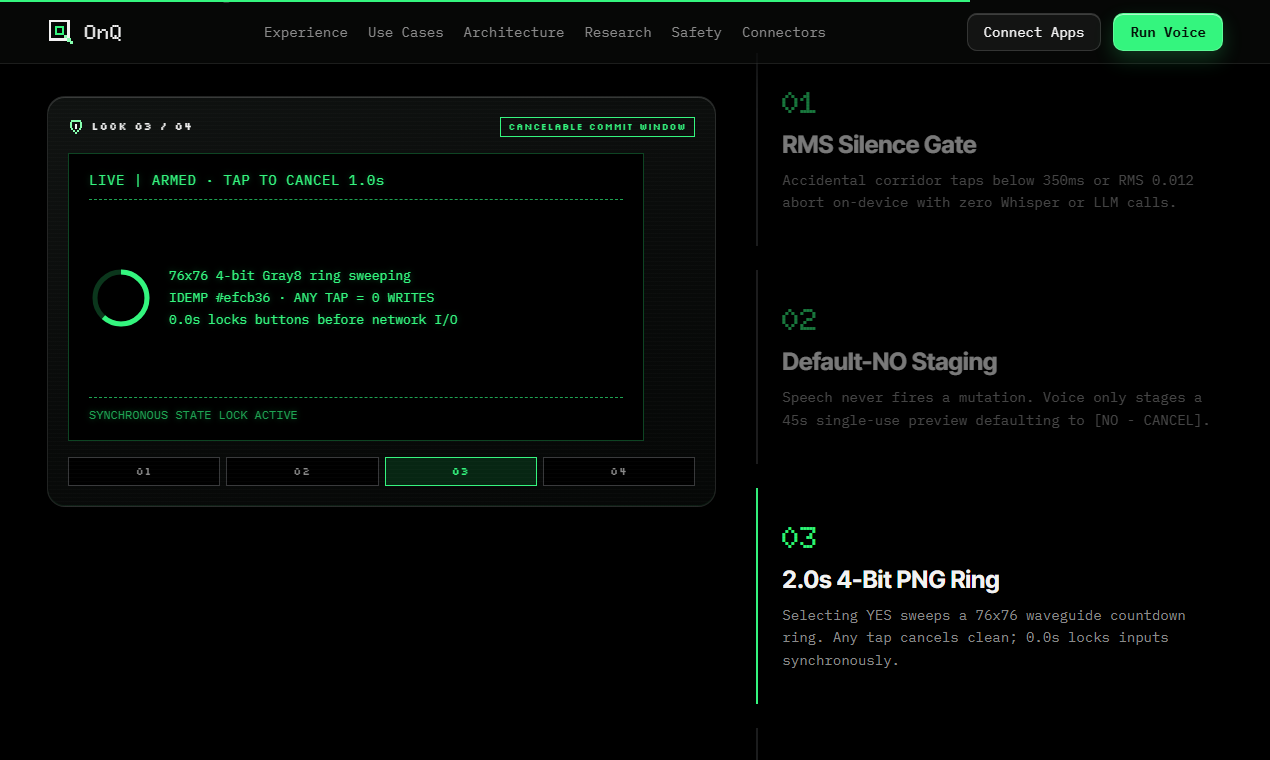 OnQ
Experience Use Cases Architecture Research Safety Connectors
Connect Apps
Run Voice
LOCK 03 / 04
CANCELABLE COMMIT WINDOW
LIVE | ARMED · TAP TO CANCEL 1.0s
76x76 4-bit Gray8 ring sweeping
IDEMP #efcb36 · ANY TAP = 0 WRITES
0.0s locks buttons before network I/O
SYNCHRONOUS STATE LOCK ACTIVE
01 02 03 04
01
RMS Silence Gate
Accidental corridor taps below 350ms or RMS 0.012
abort on-device with zero Whisper or LLM calls.
02
Default-NO Staging
Speech never fires a mutation. Voice only stages a
45s single-use preview defaulting to [NO - CANCEL].
03
2.0s 4-Bit PNG Ring
Selecting YES sweeps a 76x76 waveguide countdown
ring. Any tap cancels clean; 0.0s locks inputs
synchronously.